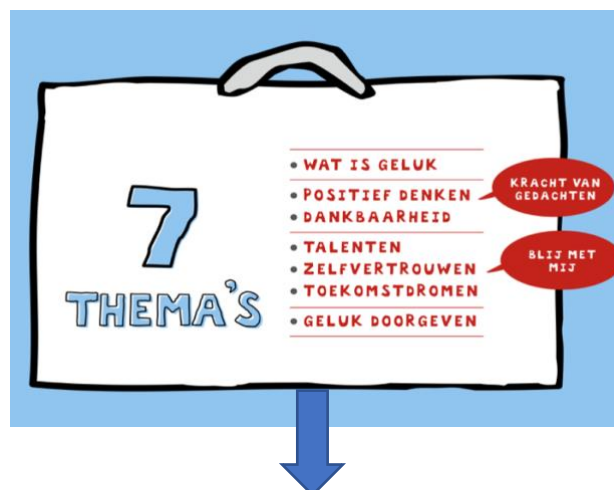 7
THEMA'S
• WAT IS GELUK
• POSITIEF DENKEN
• DANKBAARHEID
• TALENTEN
• ZELFVERTROUWEN
• TOEKOMSTDROMEN
• GELUK DOORGEVEN
KRACHT VAN
GEDACHTEN
BLIJ MET
MIJ